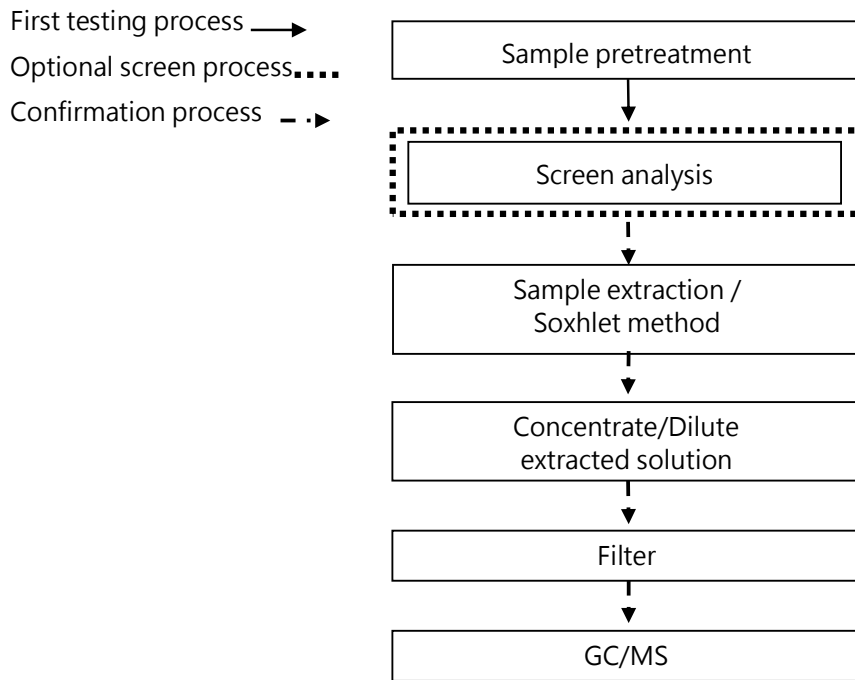 First testing process
Optional screen process
Confirmation process
Sample pretreatment
Screen analysis
Sample extraction /
Soxhlet method
Concentrate/Dilute
extracted solution
Filter
GC/MS